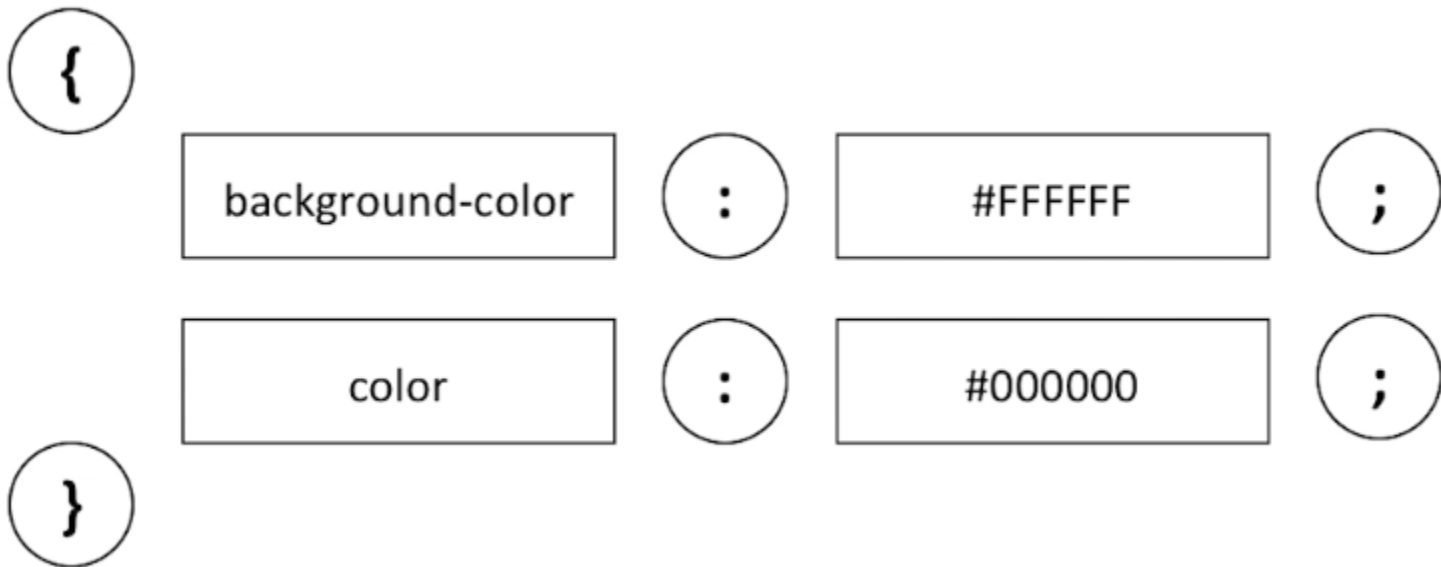 {
background-color : #FFFFFF ;
color : #000000 ;
}